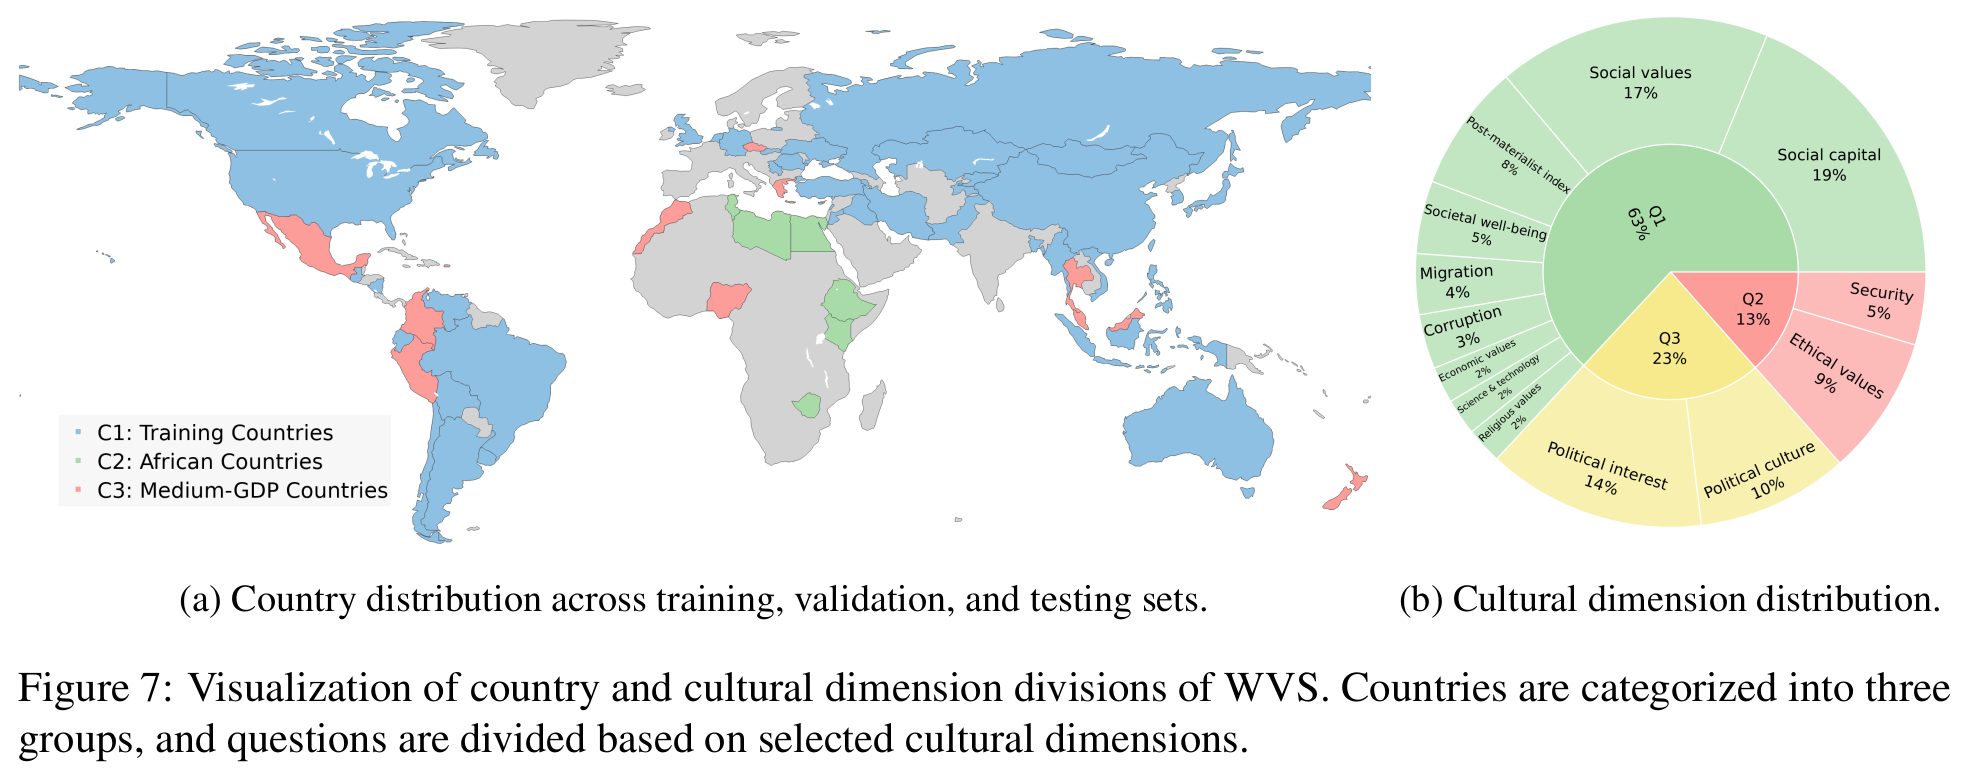 C1: Training Countries
C2: African Countries
C3: Medium-GDP Countries
Social values
17%
Social capital
19%
Post-materialist index
8%
Societal well-being
5%
Migration
4%
Corruption
3%
Economic values
2%
Science & technology
2%
Religious values
2%
Q1
63%
Q2
13%
Q3
23%
Security
5%
Ethical values
9%
Political interest
14%
Political culture
10%
(a) Country distribution across training, validation, and testing sets.
(b) Cultural dimension distribution.
Figure 7: Visualization of country and cultural dimension divisions of WVS. Countries are categorized into three
groups, and questions are divided based on selected cultural dimensions.